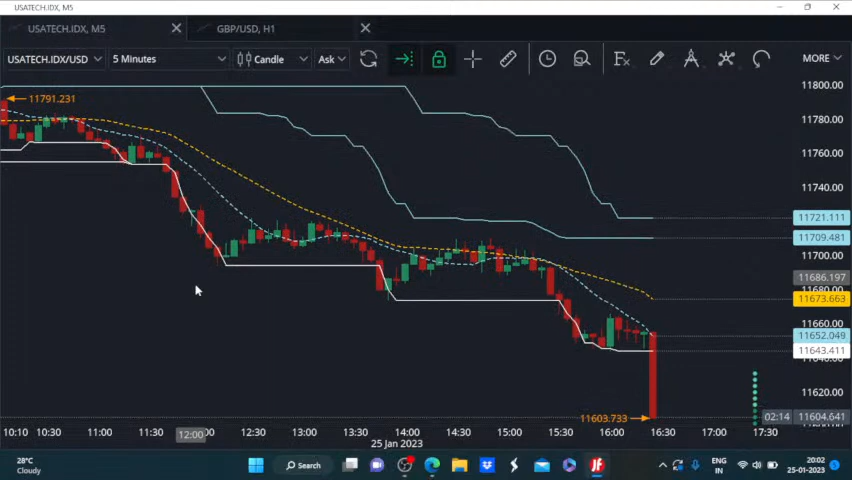 USATECH.IDX, M5
USATECH.IDX, M5
GBP/USD, H1
USATECH.IDX/USD
5 Minutes
Candle
Ask
MORE
11791.231
11800.00
11780.00
11760.00
11740.00
11721.111
11709.481
11700.00
11686.197
11680.00
11673.663
11660.00
11652.049
11643.411
11620.00
11603.733
02:14
11604.641
10:10
10:30
11:00
11:30
12:00
12:30
13:00
13:30
14:00
14:30
15:00
15:30
16:00
16:30
17:00
17:30
25 Jan 2023
28°C
Cloudy
Search
JF
ENG
IN
20:02
25-01-2023